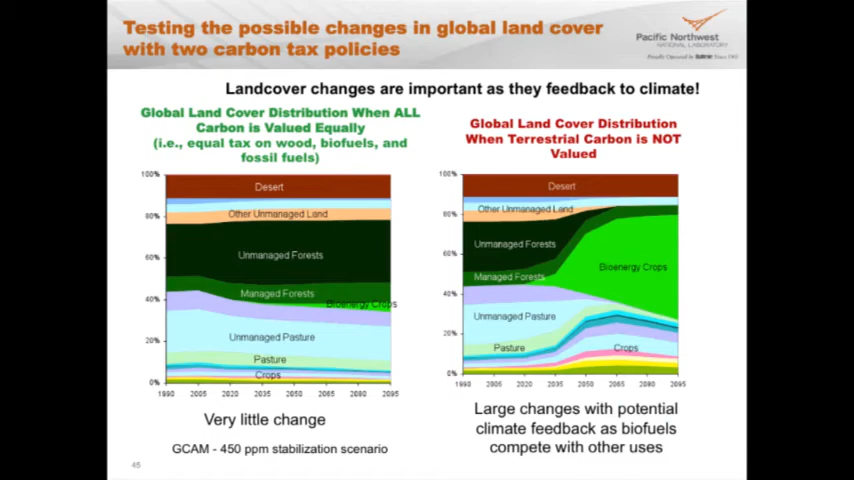 Testing the possible changes in global land cover
with two carbon tax policies
Pacific Northwest
NATIONAL LABORATORY
Proudly Operated by Battelle Since 1965
Landcover changes are important as they feedback to climate!
Global Land Cover Distribution When ALL
Carbon is Valued Equally
(i.e., equal tax on wood, biofuels, and
fossil fuels)
100%
80%
60%
40%
20%
0%
Desert
Other Unmanaged Land
Unmanaged Forests
Managed Forests
Bioenergy Crops
Unmanaged Pasture
Pasture
Crops
1990 2005 2020 2035 2050 2065 2080 2095
Very little change
GCAM - 450 ppm stabilization scenario
Global Land Cover Distribution
When Terrestrial Carbon is NOT
Valued
100%
80%
60%
40%
20%
0%
Desert
Other Unmanaged Land
Unmanaged Forests
Bioenergy Crops
Managed Forests
Unmanaged Pasture
Pasture
Crops
1990 2005 2020 2035 2050 2065 2080 2095
Large changes with potential
climate feedback as biofuels
compete with other uses
45